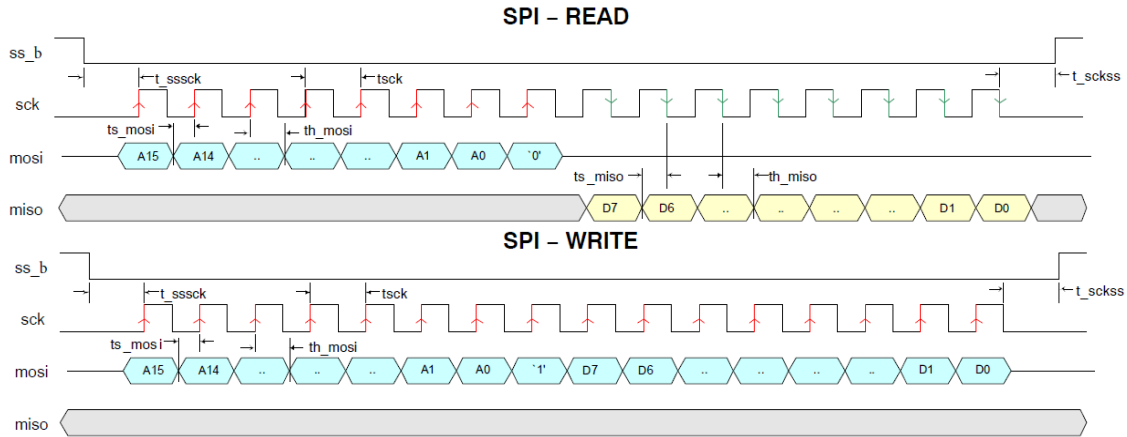 SPI – READ
ss_b
t_sssck tsck t_sckss
sck
ts_mosi th_mosi
mosi A15 A14 .. .. .. A1 A0 `0'
ts_miso th_miso
miso D7 D6 .. .. .. .. D1 D0
SPI – WRITE
ss_b
t_sssck tsck t_sckss
sck
ts_mosi th_mosi
mosi A15 A14 .. .. .. A1 A0 `1' D7 D6 .. .. .. .. D1 D0
miso